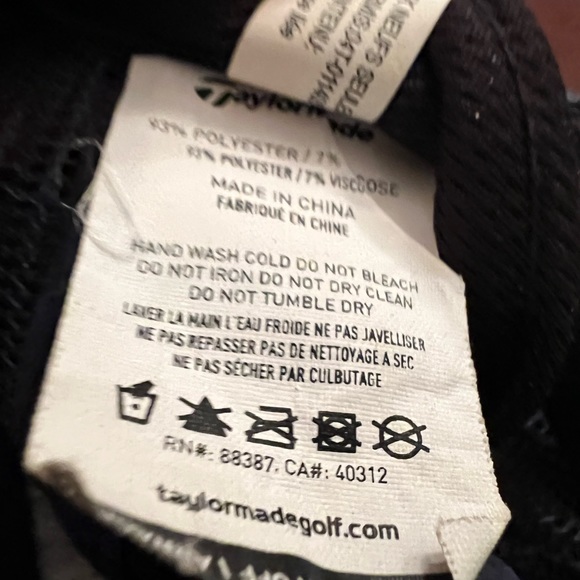 NEUFS SEULE
TaylorMade
93% POLYESTER / 7%
93% POLYESTER / 7% VISCOSE
MADE IN CHINA
FABRIQUÉ EN CHINE
HAND WASH COLD DO NOT BLEACH
DO NOT IRON DO NOT DRY CLEAN
DO NOT TUMBLE DRY
LAVER LA MAIN L'EAU FROIDE NE PAS JAVELLISER
NE PAS REPASSER PAS DE NETTOYAGE A SEC
NE PAS SÉCHER PAR CULBUTAGE
RN#: 88387, CA#: 40312
taylormadegolf.com